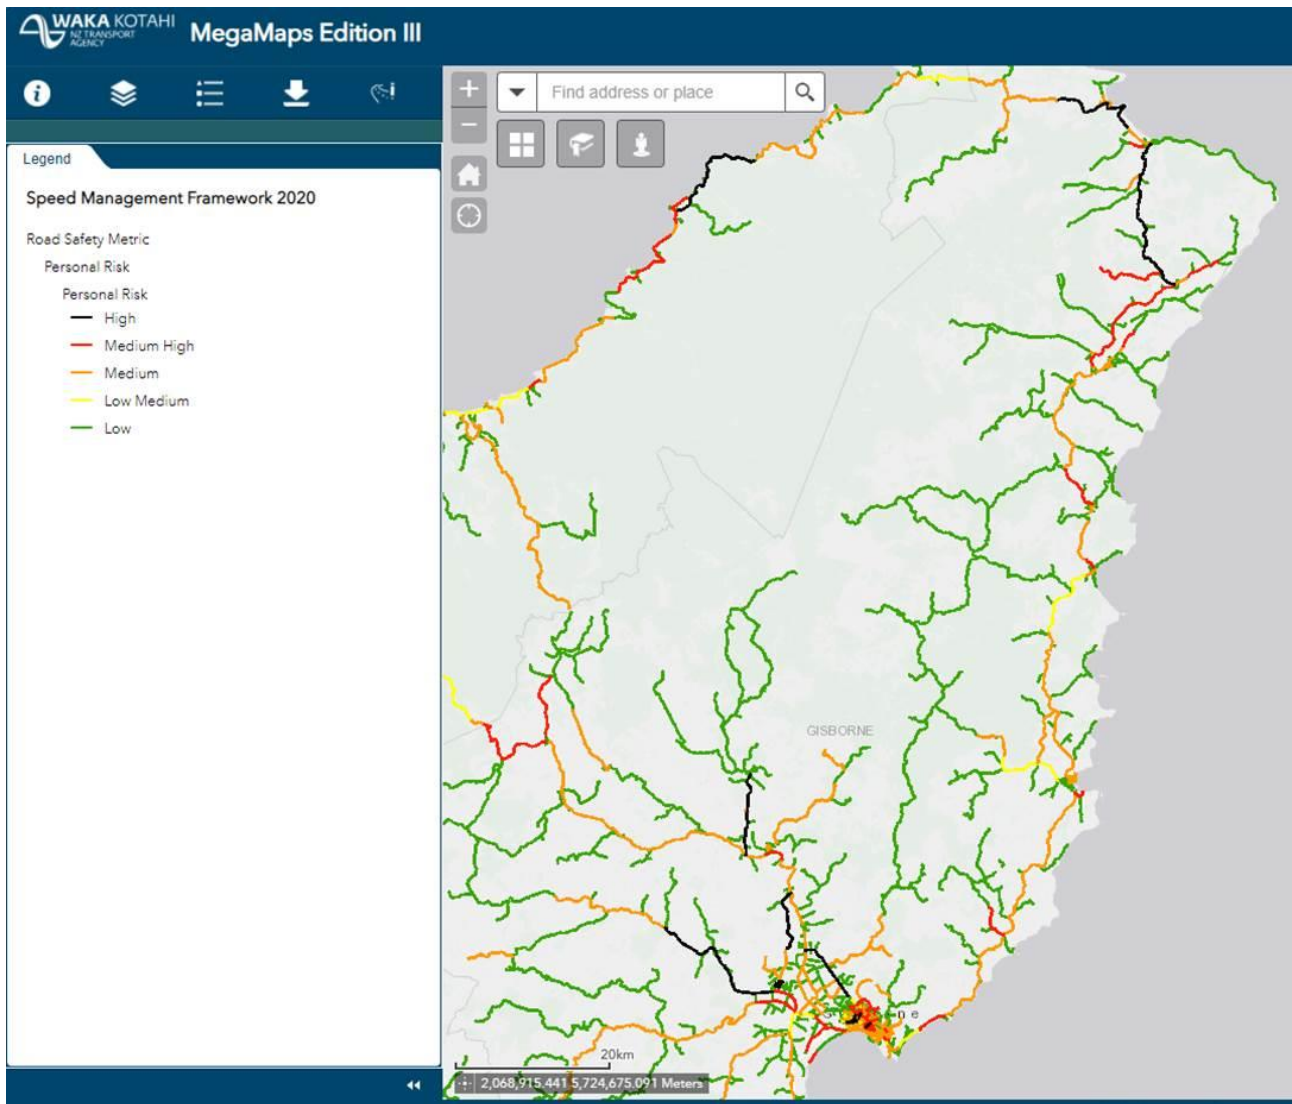 WAKA KOTAHI
NZ TRANSPORT
AGENCY
MegaMaps Edition III
Find address or place
Legend
Speed Management Framework 2020
Road Safety Metric
Personal Risk
Personal Risk
High
Medium High
Medium
Low Medium
Low
GISBORNE
20km
2,068,915.441 5,724,675.091 Meters